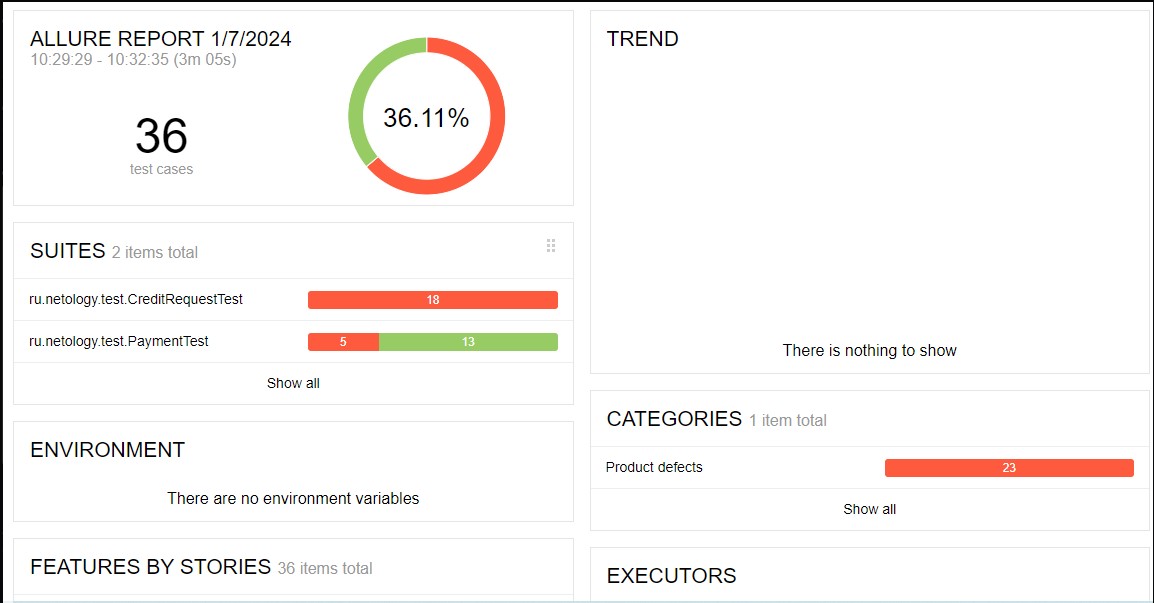 ALLURE REPORT 1/7/2024
10:29:29 - 10:32:35 (3m 05s)
36
test cases
36.11%
SUITES 2 items total
ru.netology.test.CreditRequestTest 18
ru.netology.test.PaymentTest 5 13
Show all
ENVIRONMENT
There are no environment variables
FEATURES BY STORIES 36 items total
TREND
There is nothing to show
CATEGORIES 1 item total
Product defects 23
Show all
EXECUTORS